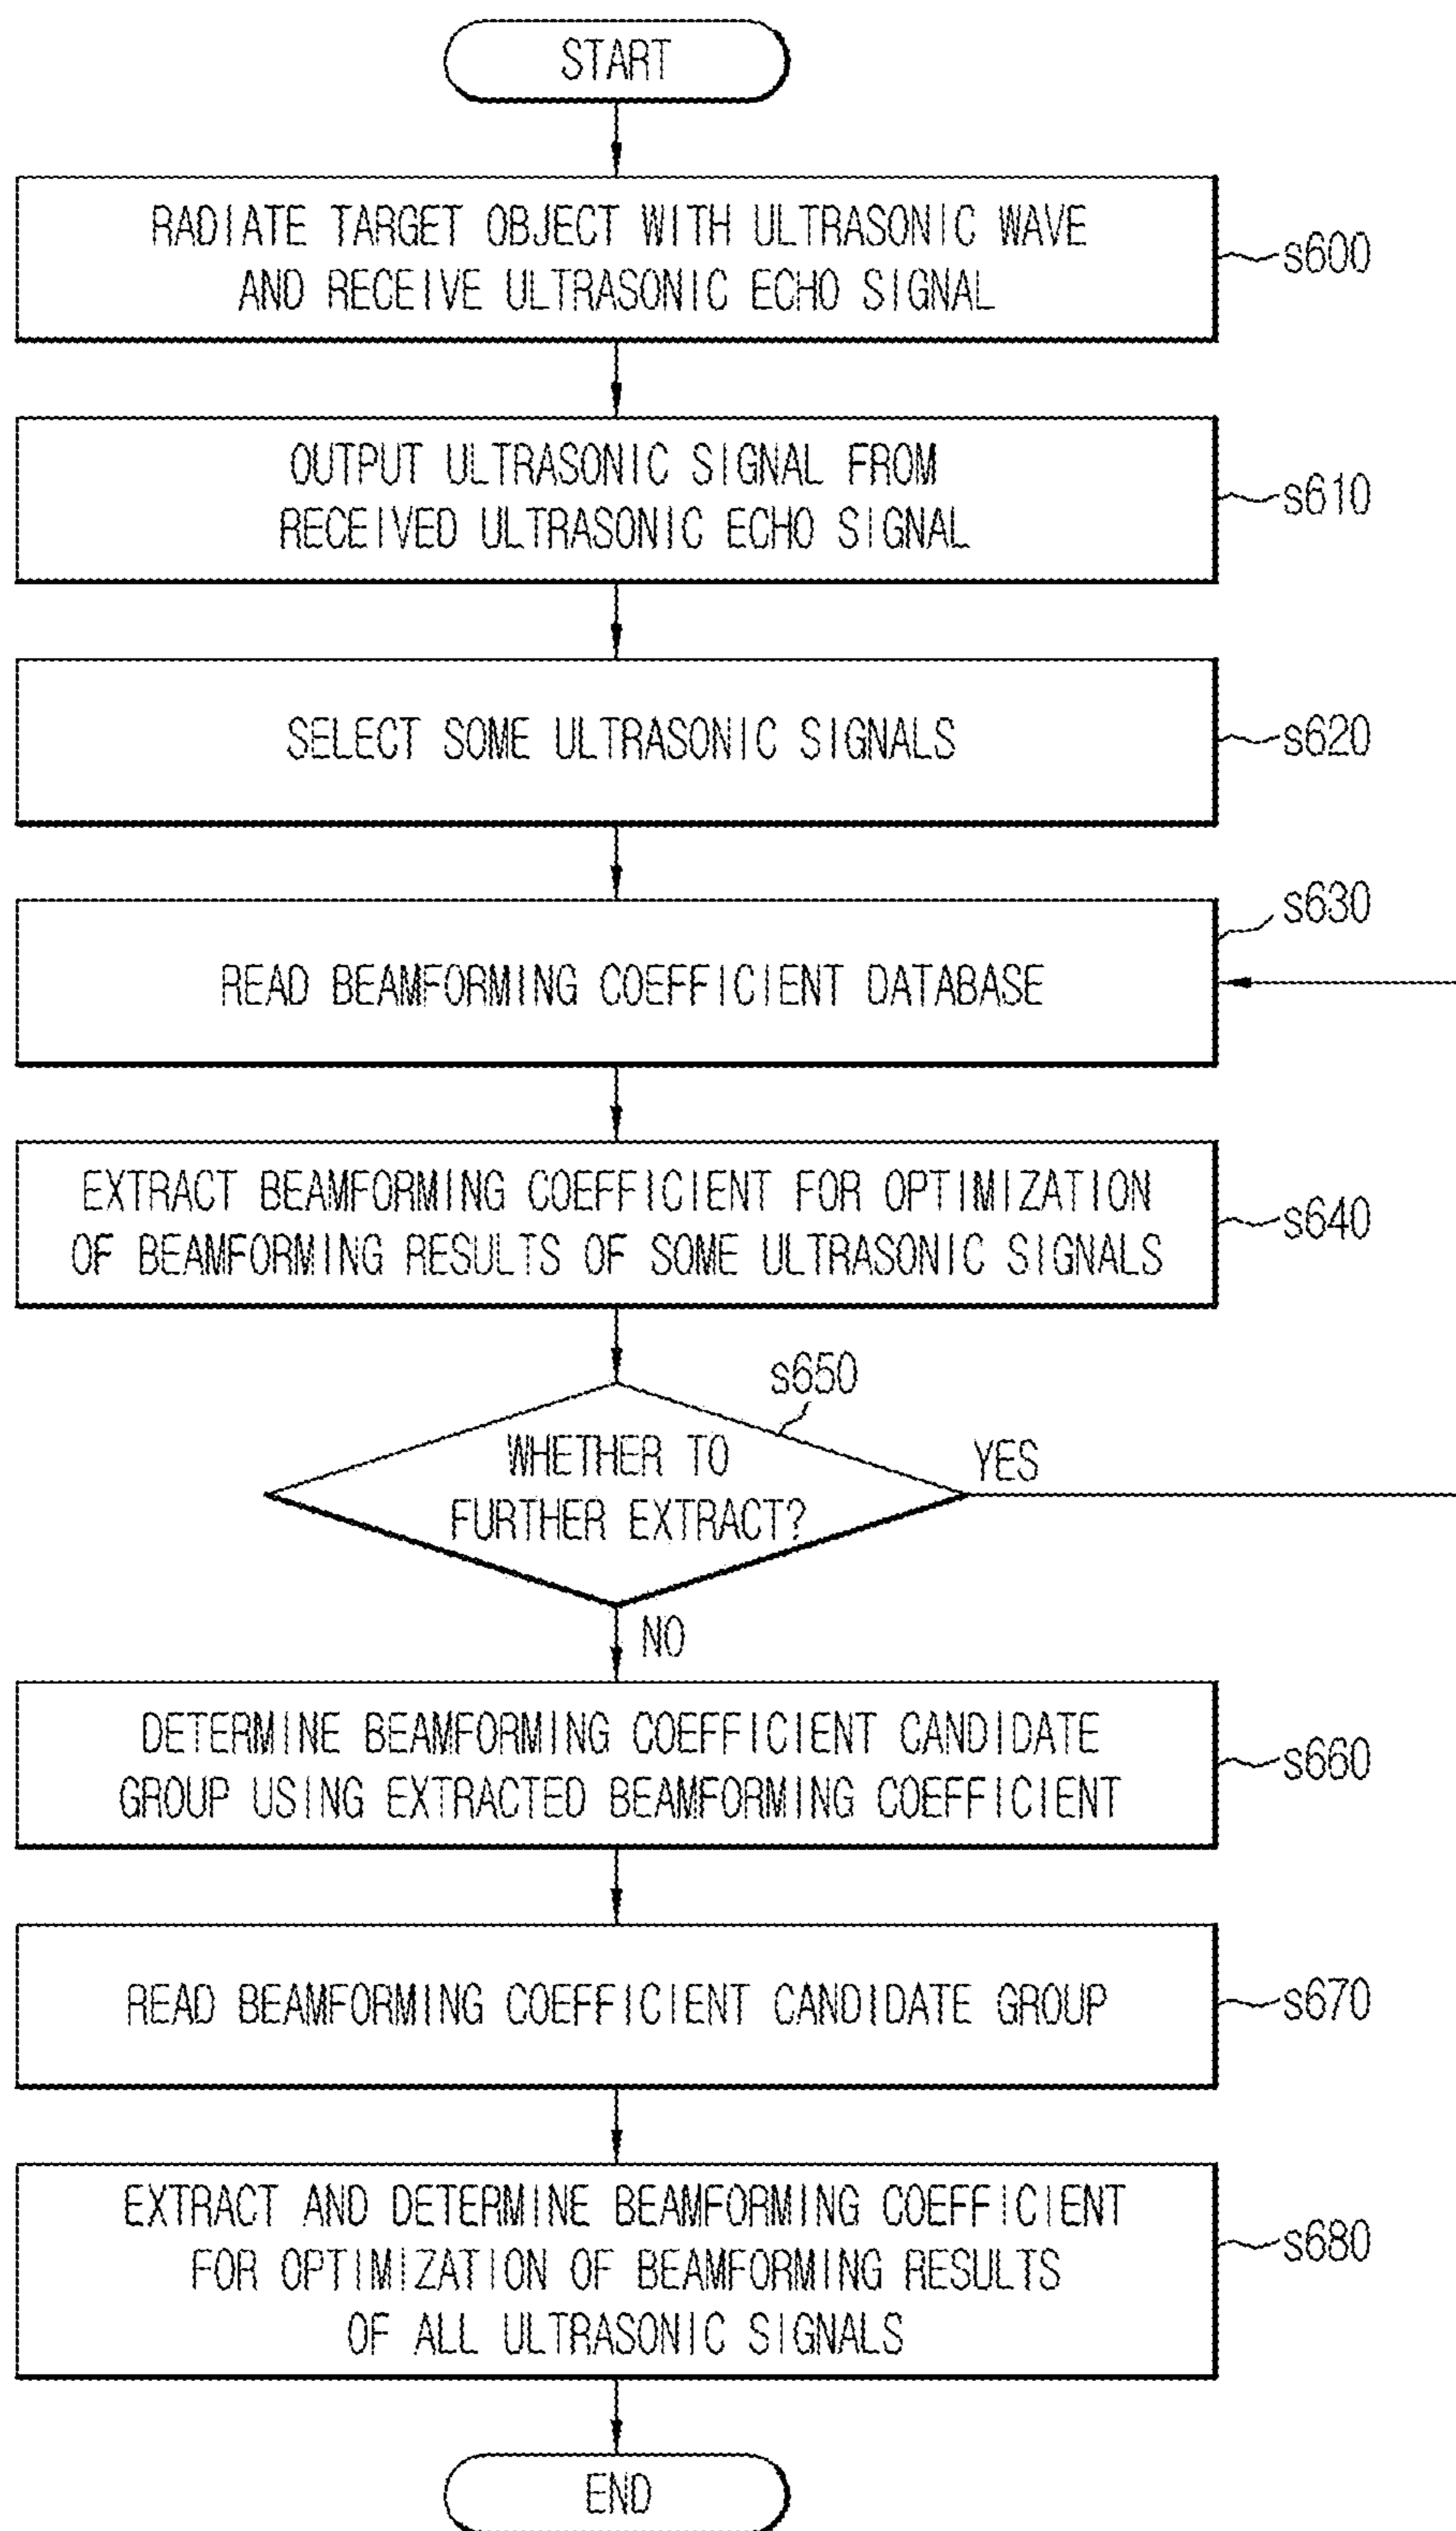 START
RADIATE TARGET OBJECT WITH ULTRASONIC WAVE
AND RECEIVE ULTRASONIC ECHO SIGNAL
s600
OUTPUT ULTRASONIC SIGNAL FROM
RECEIVED ULTRASONIC ECHO SIGNAL
s610
SELECT SOME ULTRASONIC SIGNALS
s620
s630
READ BEAMFORMING COEFFICIENT DATABASE
EXTRACT BEAMFORMING COEFFICIENT FOR OPTIMIZATION
OF BEAMFORMING RESULTS OF SOME ULTRASONIC SIGNALS
s640
s650
WHETHER TO
FURTHER EXTRACT?
YES
NO
DETERMINE BEAMFORMING COEFFICIENT CANDIDATE
GROUP USING EXTRACTED BEAMFORMING COEFFICIENT
s660
READ BEAMFORMING COEFFICIENT CANDIDATE GROUP
s670
EXTRACT AND DETERMINE BEAMFORMING COEFFICIENT
FOR OPTIMIZATION OF BEAMFORMING RESULTS
OF ALL ULTRASONIC SIGNALS
s680
END